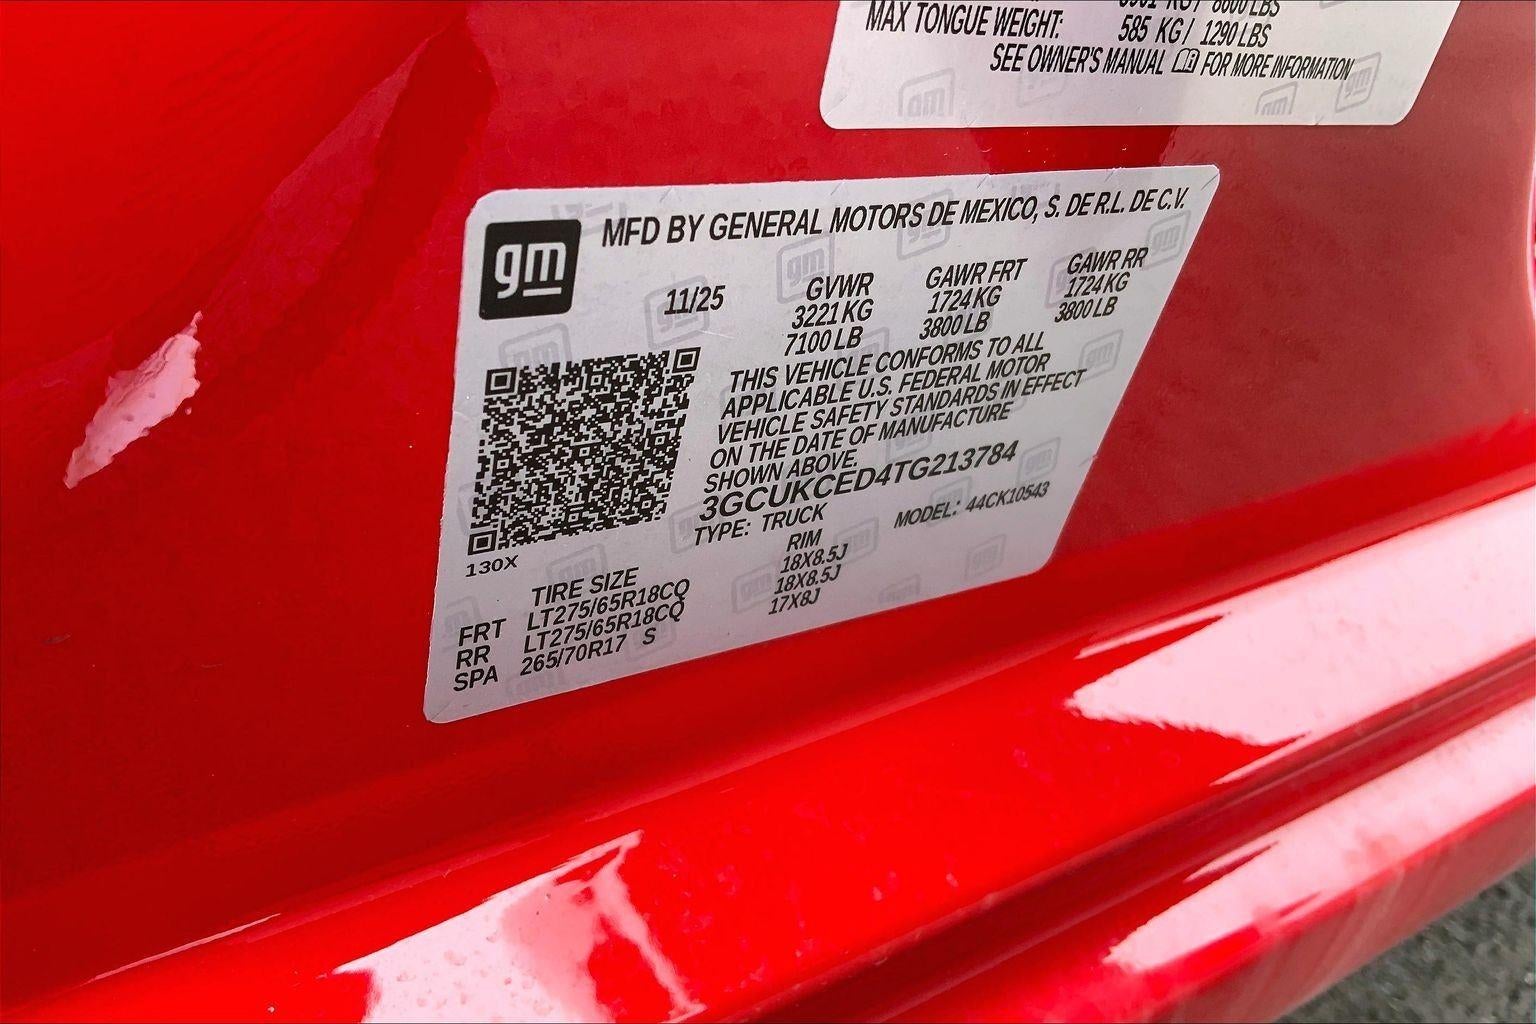 MAX TONGUE WEIGHT: 585 KG / 1290 LBS
SEE OWNER'S MANUAL FOR MORE INFORMATION
gm
MFD BY GENERAL MOTORS DE MEXICO, S. DE R.L. DE C.V.
11/25
GVWR GAWR FRT GAWR RR
3221 KG 1724 KG 1724 KG
7100 LB 3800 LB 3800 LB
THIS VEHICLE CONFORMS TO ALL
APPLICABLE U.S. FEDERAL MOTOR
VEHICLE SAFETY STANDARDS IN EFFECT
ON THE DATE OF MANUFACTURE
SHOWN ABOVE.
3GCUKCED4TG213784
TYPE: TRUCK MODEL: 44CK10543
130X
TIRE SIZE RIM
FRT LT275/65R18CQ 18X8.5J
RR LT275/65R18CQ 18X8.5J
SPA 265/70R17 S 17X8J